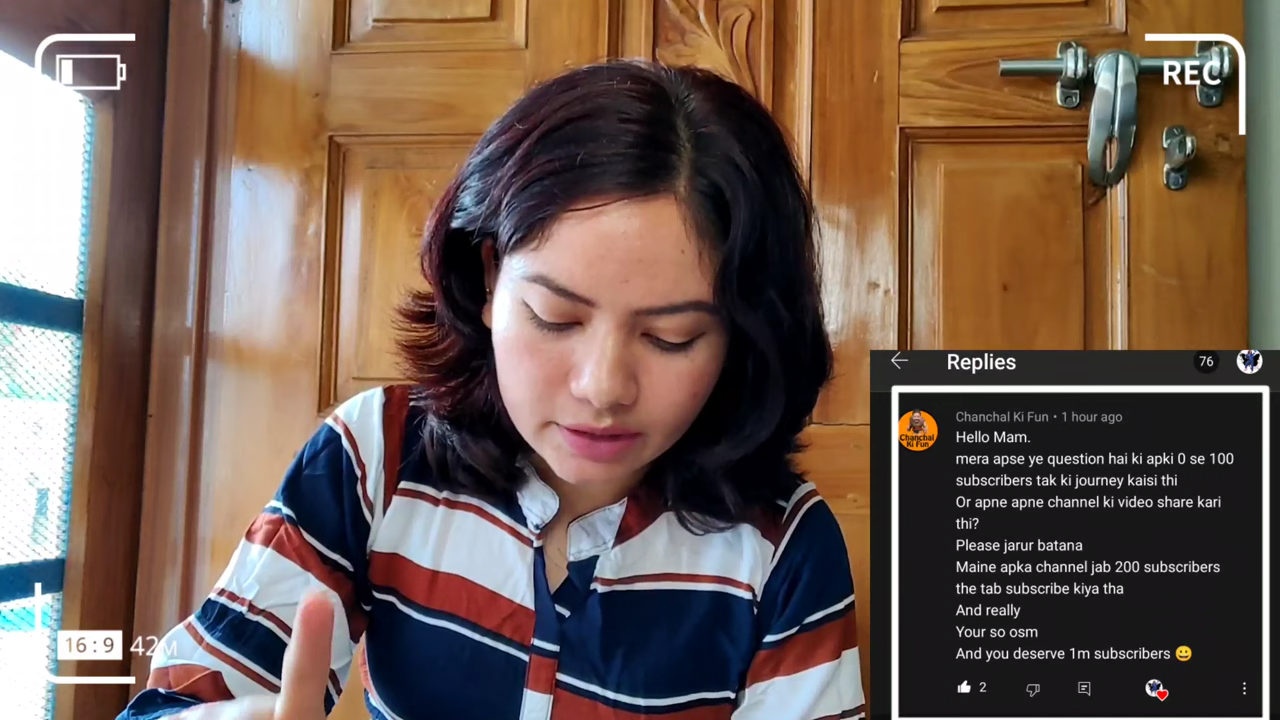 REC
Replies
76
Chanchal Ki Fun • 1 hour ago
Chanchal
Ki Fun
Hello Mam.
mera apse ye question hai ki apki 0 se 100
subscribers tak ki journey kaisi thi
Or apne apne channel ki video share kari
thi?
Please jarur batana
Maine apka channel jab 200 subscribers
the tab subscribe kiya tha
And really
Your so osm
And you deserve 1m subscribers 😀
2
16:9 42M